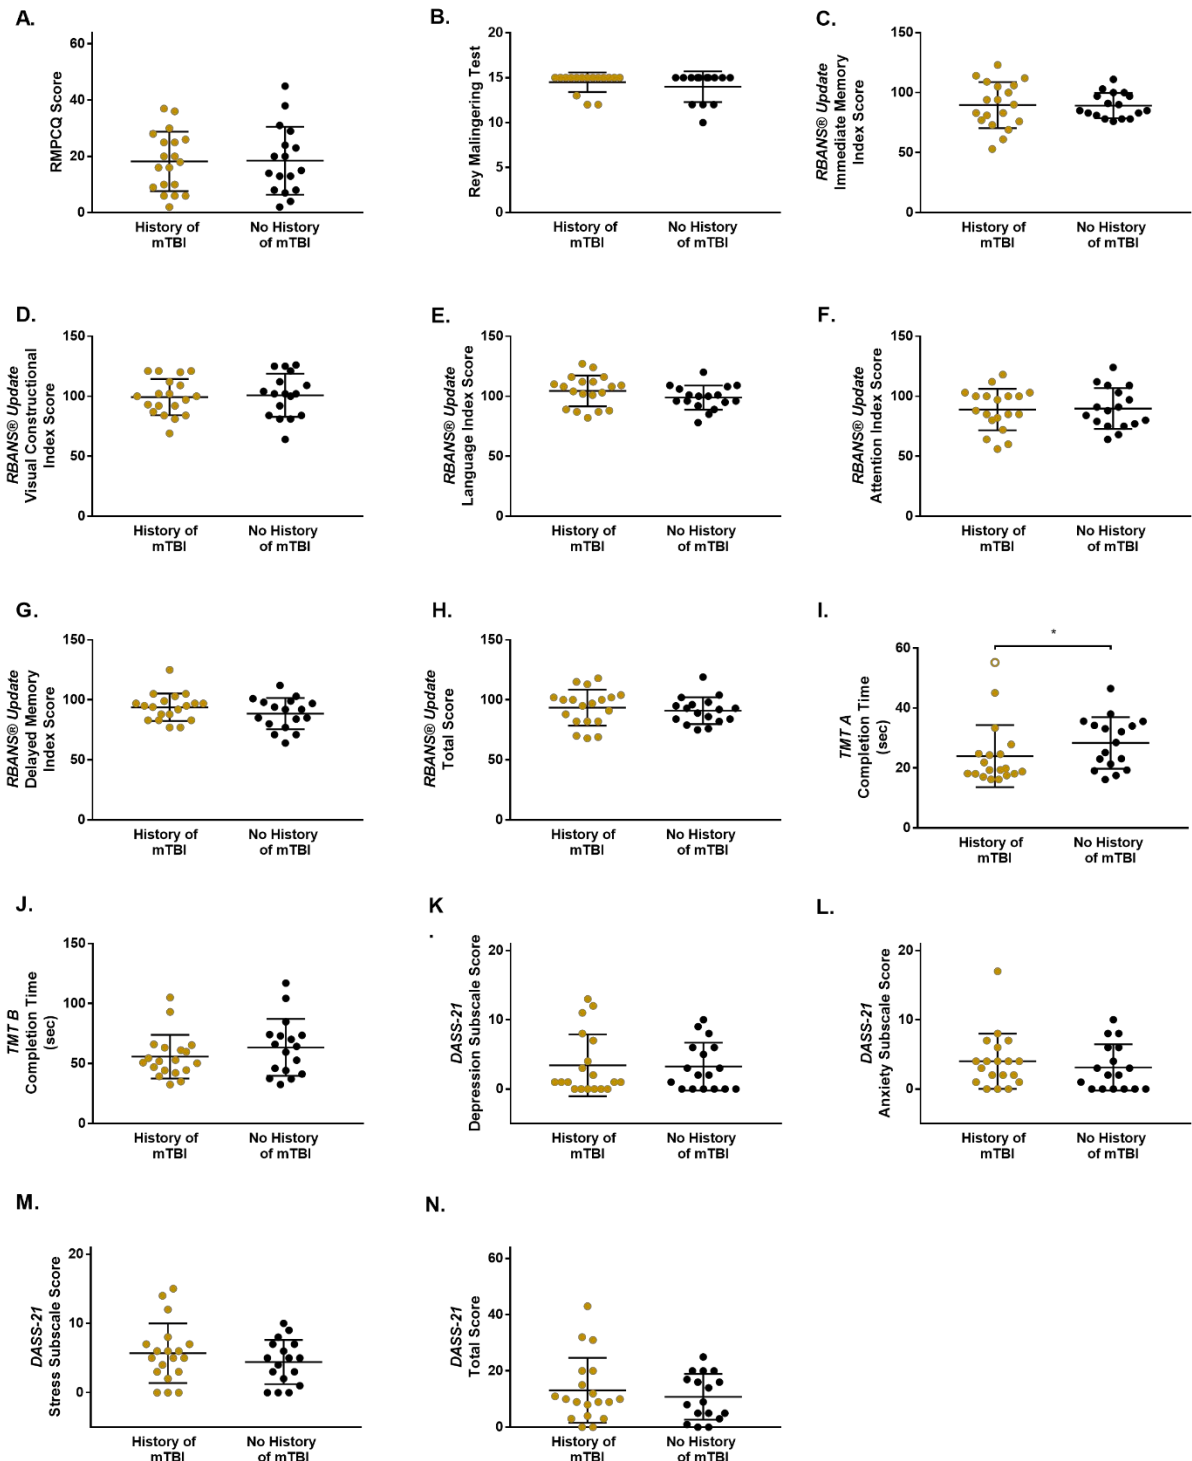 A.
RMPCQ Score
60
40
20
0
History of
mTBI
No History
of mTBI
B.
Rey Malingering Test
20
15
10
5
0
History of
mTBI
No History
of mTBI
C.
RBANS® Update
Immediate Memory
Index Score
150
100
50
0
History of
mTBI
No History
of mTBI
D.
RBANS® Update
Visual Constructional
Index Score
150
100
50
0
History of
mTBI
No History
of mTBI
E.
RBANS® Update
Language Index Score
150
100
50
0
History of
mTBI
No History
of mTBI
F.
RBANS® Update
Attention Index Score
150
100
50
0
History of
mTBI
No History
of mTBI
G.
RBANS® Update
Delayed Memory
Index Score
150
100
50
0
History of
mTBI
No History
of mTBI
H.
RBANS® Update
Total Score
150
100
50
0
History of
mTBI
No History
of mTBI
I.
TMT A
Completion Time
(sec)
60
40
20
0
*
History of
mTBI
No History
of mTBI
J.
TMT B
Completion Time
(sec)
150
100
50
0
History of
mTBI
No History
of mTBI
K
.
DASS-21
Depression Subscale Score
20
10
0
History of
mTBI
No History
of mTBI
L.
DASS-21
Anxiety Subscale Score
20
10
0
History of
mTBI
No History
of mTBI
M.
DASS-21
Stress Subscale Score
20
10
0
History of
mTBI
No History
of mTBI
N.
DASS-21
Total Score
60
40
20
0
History of
mTBI
No History
of mTBI